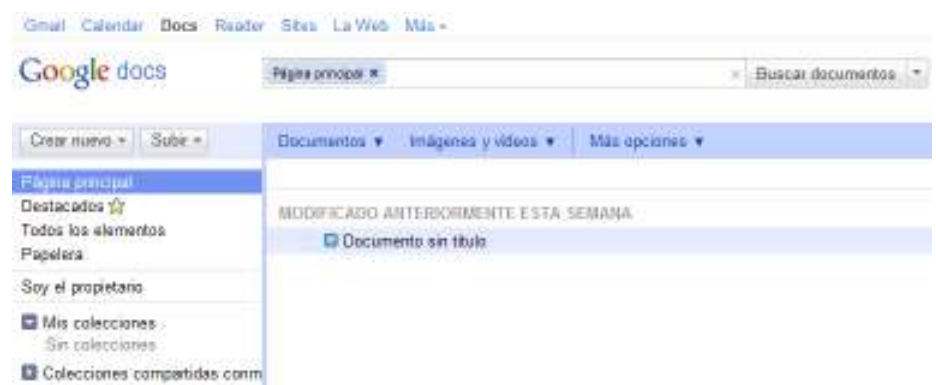 Gmail Calendar Docs Reader Sites La Web Más
Google docs
Página principal × × Buscar documentos
Crear nuevo Subir
Documentos Imágenes y vídeos Más opciones
Página principal
Destacados
Todos los elementos
Papelera
Soy el propietario
Mis colecciones
Sin colecciones
Colecciones compartidas conm
MODIFICADO ANTERIORMENTE ESTA SEMANA
Documento sin título